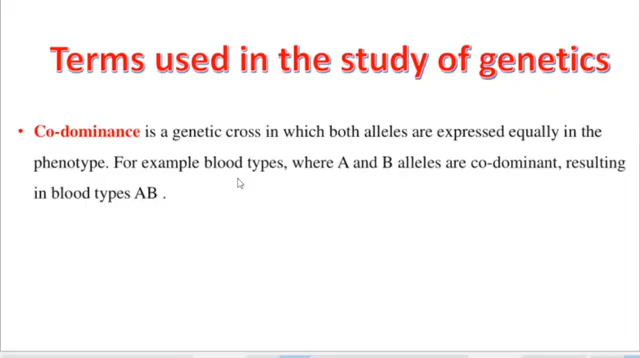 Terms used in the study of genetics
• Co-dominance is a genetic cross in which both alleles are expressed equally in the
phenotype. For example blood types, where A and B alleles are co-dominant, resulting
in blood types AB .